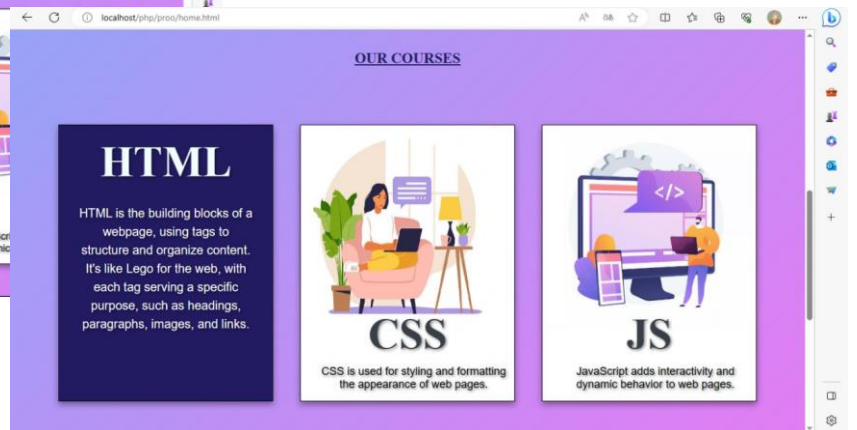 localhost/php/proo/home.html
OUR COURSES
HTML
HTML is the building blocks of a
webpage, using tags to
structure and organize content.
It's like Lego for the web, with
each tag serving a specific
purpose, such as headings,
paragraphs, images, and links.
</>
CSS
CSS is used for styling and formatting
the appearance of web pages.
JS
JavaScript adds interactivity and
dynamic behavior to web pages.